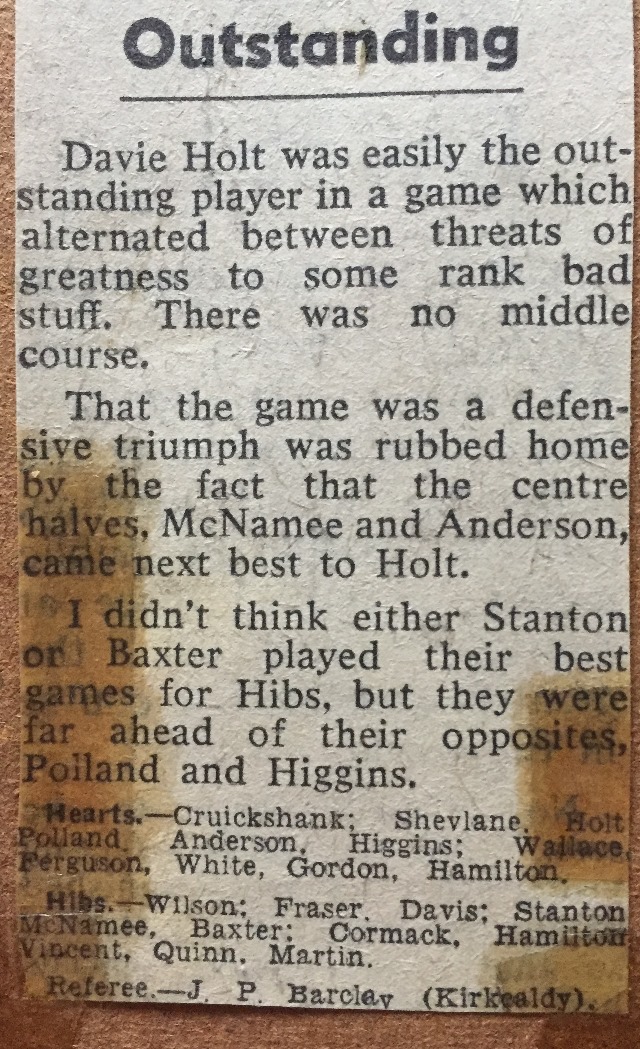 Outstanding
Davie Holt was easily the out-
standing player in a game which
alternated between threats of
greatness to some rank bad
stuff. There was no middle
course.
That the game was a defen-
sive triumph was rubbed home
by the fact that the centre
halves, McNamee and Anderson,
came next best to Holt.
I didn't think either Stanton
or Baxter played their best
games for Hibs, but they were
far ahead of their opposites,
Polland and Higgins.
Hearts.—Cruickshank; Shevlane, Holt
Polland, Anderson, Higgins; Wallace,
Ferguson, White, Gordon, Hamilton.
Hibs.—Wilson; Fraser, Davis; Stanton
McNamee, Baxter; Cormack, Hamilton
Vincent, Quinn, Martin.
Referee.—J. P. Barclay (Kirkcaldy).